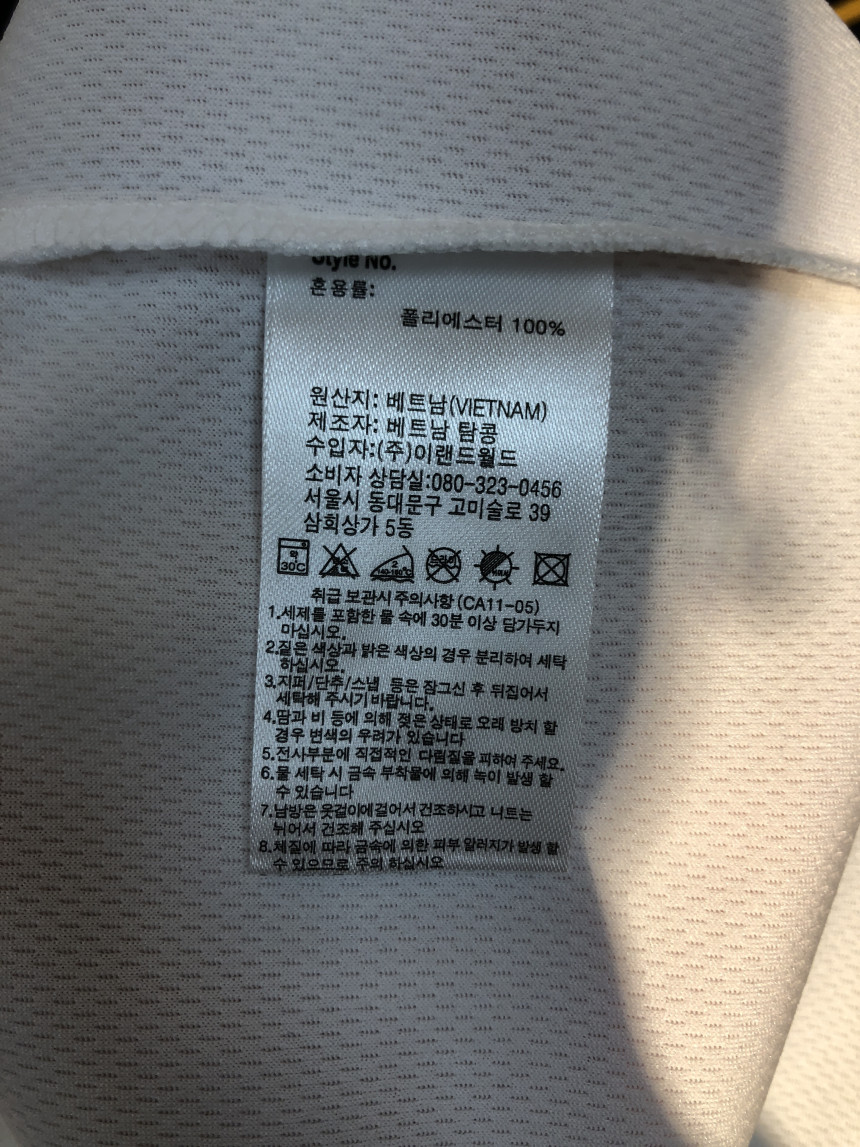 Style No.
혼용률:
폴리에스터 100%
원산지: 베트남(VIETNAM)
제조자: 베트남 탐콩
수입자:(주)이랜드월드
소비자 상담실:080-323-0456
서울시 동대문구 고미술로 39
삼희상가 5동
약 30℃ 2 140-160℃
취급 보관시 주의사항 (CA11-05)
1.세제를 포함한 물 속에 30분 이상 담가두지
마십시오.
2.짙은 색상과 밝은 색상의 경우 분리하여 세탁
하십시오.
3.지퍼/단추/스냅 등은 잠그신 후 뒤집어서
세탁해 주시기 바랍니다.
4.땀과 비 등에 의해 젖은 상태로 오래 방치 할
경우 변색의 우려가 있습니다
5.전사부분에 직접적인 다림질을 피하여 주세요.
6.물 세탁 시 금속 부착물에 의해 녹이 발생 할
수 있습니다
7.남방은 옷걸이에걸어서 건조하시고 니트는
뉘어서 건조해 주십시오
8.체질에 따라 금속에 의한 피부 알러지가 발생 할
수 있으므로 주의 하십시오